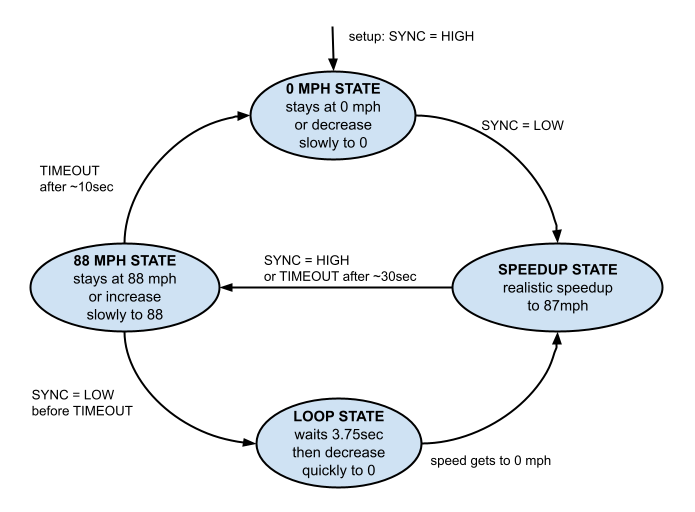 setup: SYNC = HIGH
0 MPH STATE
stays at 0 mph
or decrease
slowly to 0
SYNC = LOW
TIMEOUT
after ~10sec
88 MPH STATE
stays at 88 mph
or increase
slowly to 88
SYNC = HIGH
or TIMEOUT after ~30sec
SPEEDUP STATE
realistic speedup
to 87mph
SYNC = LOW
before TIMEOUT
LOOP STATE
waits 3.75sec
then decrease
quickly to 0
speed gets to 0 mph